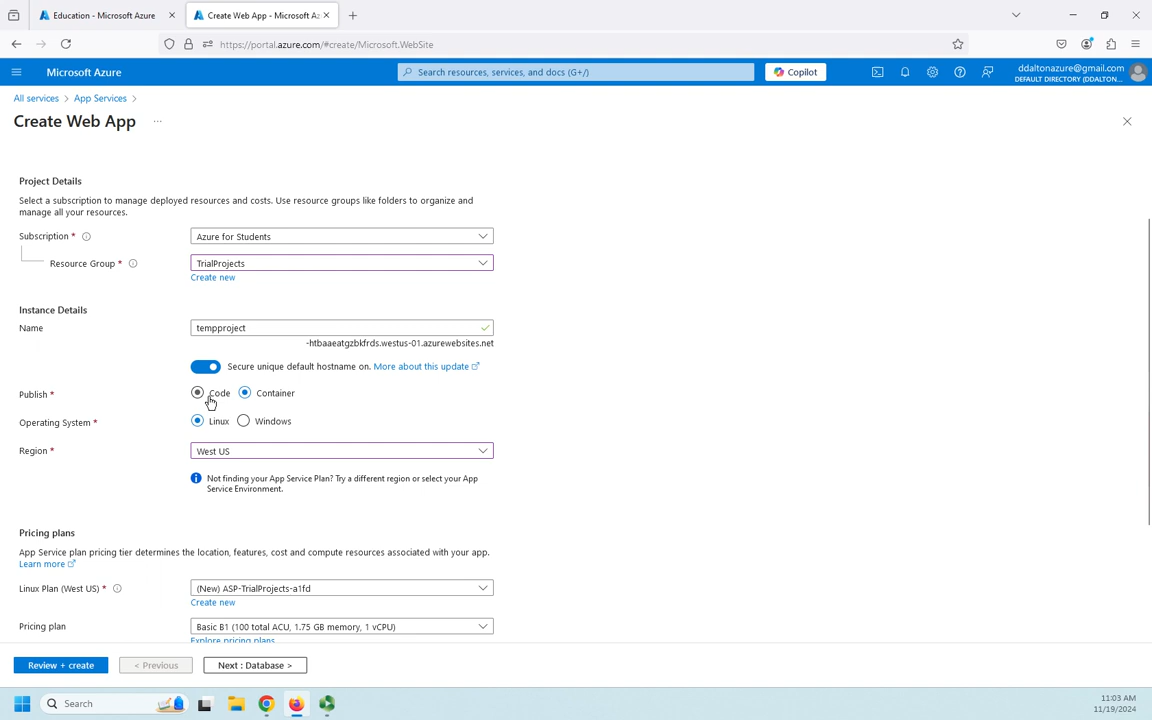 Education - Microsoft Azure
Create Web App - Microsoft Az
https://portal.azure.com/#create/Microsoft.WebSite
Microsoft Azure
Search resources, services, and docs (G+/)
Copilot
ddaltonazure@gmail.com
DEFAULT DIRECTORY (DDALTON...
All services > App Services >
Create Web App ...
Project Details
Select a subscription to manage deployed resources and costs. Use resource groups like folders to organize and
manage all your resources.
Subscription *
Azure for Students
Resource Group *
TrialProjects
Create new
Instance Details
Name
tempproject
-htbaaeatgzbkfrds.westus-01.azurewebsites.net
Secure unique default hostname on. More about this update
Publish *
Code Container
Operating System *
Linux Windows
Region *
West US
Not finding your App Service Plan? Try a different region or select your App
Service Environment.
Pricing plans
App Service plan pricing tier determines the location, features, cost and compute resources associated with your app.
Learn more
Linux Plan (West US) *
(New) ASP-TrialProjects-a1fd
Create new
Pricing plan
Basic B1 (100 total ACU, 1.75 GB memory, 1 vCPU)
Explore pricing plans
Review + create
< Previous
Next : Database >
Search
11:03 AM
11/19/2024